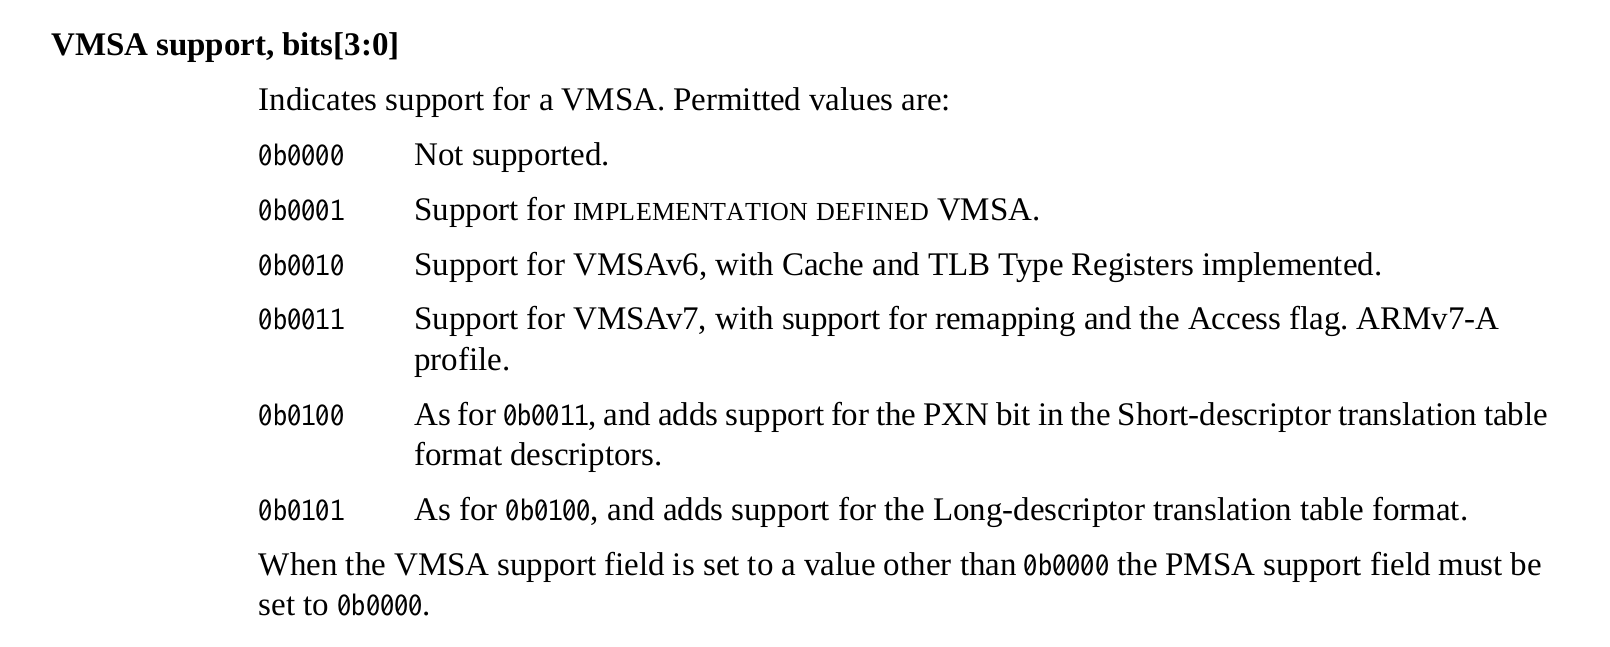 VMSA support, bits[3:0]
Indicates support for a VMSA. Permitted values are:
0b0000 Not supported.
0b0001 Support for IMPLEMENTATION DEFINED VMSA.
0b0010 Support for VMSAv6, with Cache and TLB Type Registers implemented.
0b0011 Support for VMSAv7, with support for remapping and the Access flag. ARMv7-A
profile.
0b0100 As for 0b0011, and adds support for the PXN bit in the Short-descriptor translation table
format descriptors.
0b0101 As for 0b0100, and adds support for the Long-descriptor translation table format.
When the VMSA support field is set to a value other than 0b0000 the PMSA support field must be
set to 0b0000.